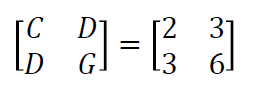 [C D
D G] = [2 3
3 6]